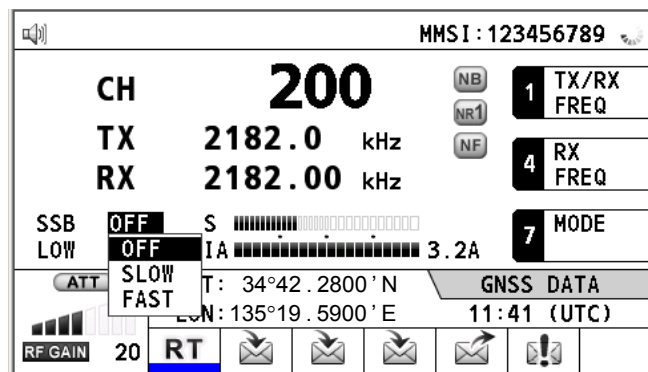 MMSI:123456789
CH 200 NB 1 TX/RX FREQ
NR1
TX 2182.0 kHz NF
RX 2182.00 kHz 4 RX FREQ
SSB OFF S 7 MODE
LOW OFF IA 3.2A
SLOW
FAST
ATT T: 34°42.2800'N GNSS DATA
N:135°19.5900'E 11:41 (UTC)
RF GAIN 20 RT